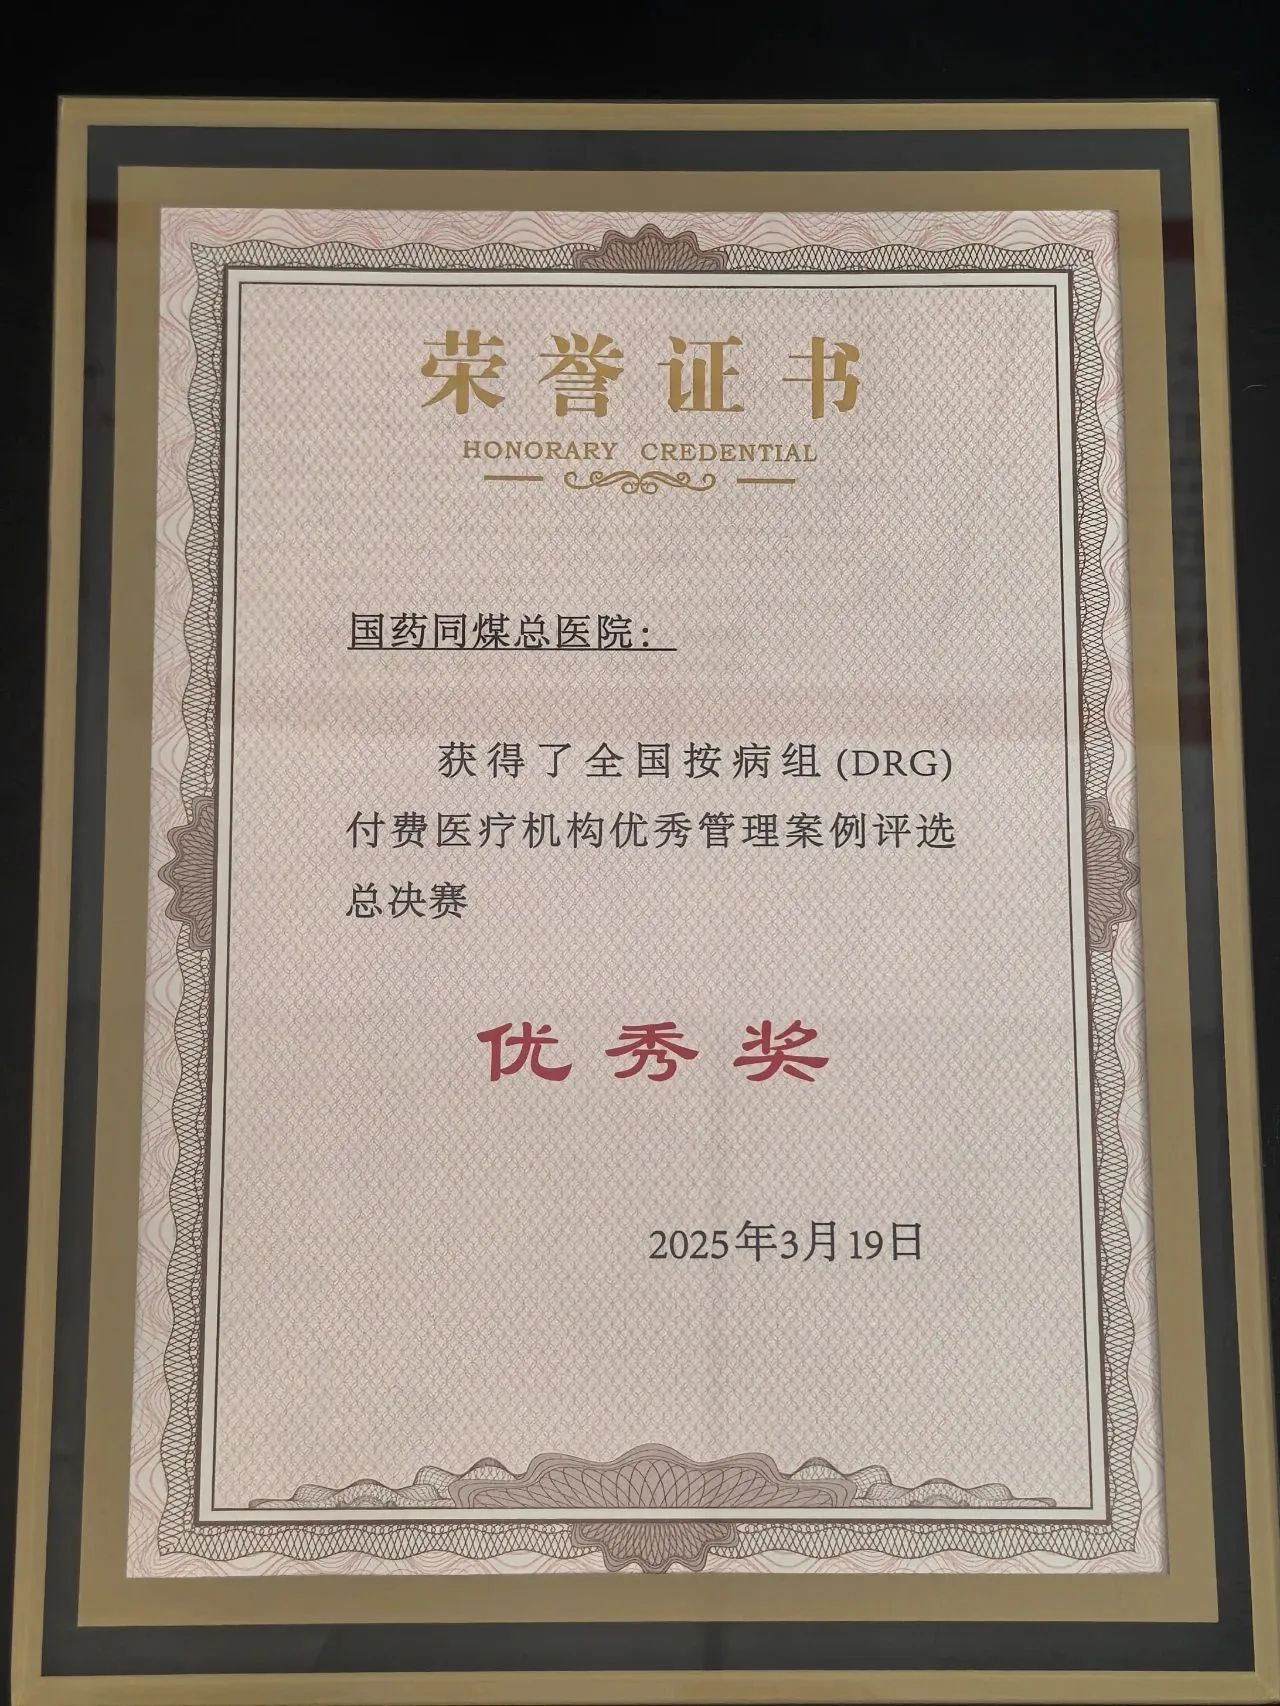 荣誉证书
HONORARY CREDENTIAL
国药同煤总医院：
获得了全国按病组(DRG)
付费医疗机构优秀管理案例评选
总决赛
优秀奖
2025年3月19日